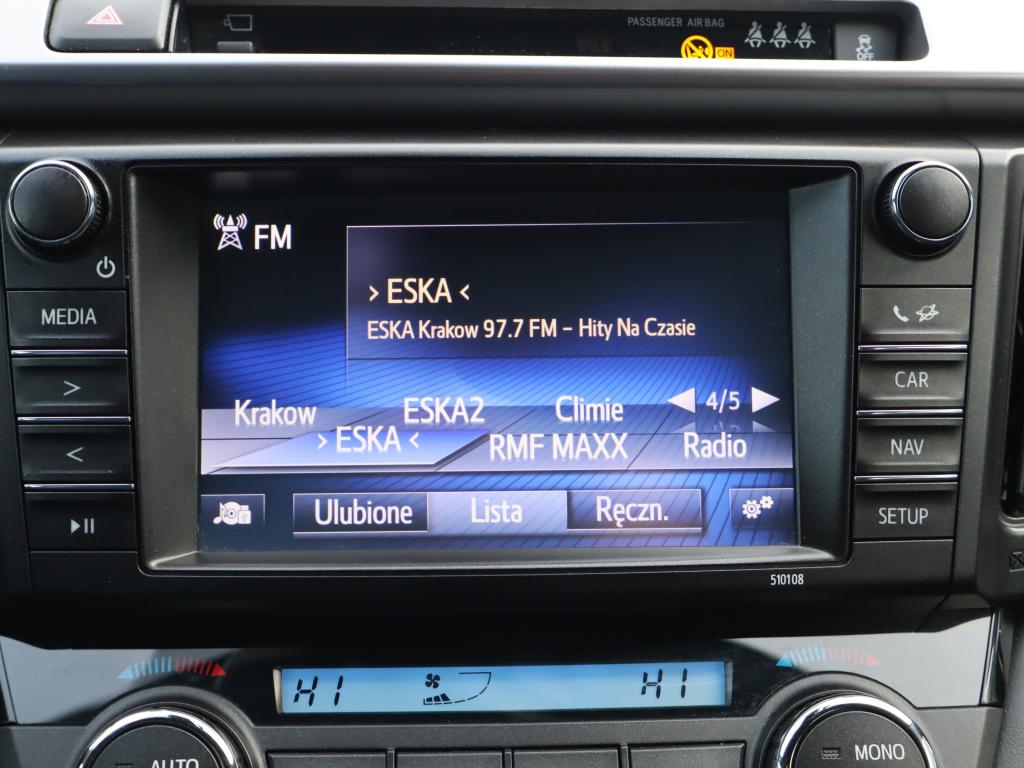 PASSENGER AIR BAG
ON
OFF
FM
› ESKA ‹
ESKA Krakow 97.7 FM – Hity Na Czasie
MEDIA
>
<
CAR
NAV
SETUP
Krakow ESKA2 Climie 4/5
› ESKA ‹ RMF MAXX Radio
Ulubione Lista Ręczn.
510108
HI HI
AUTO MONO